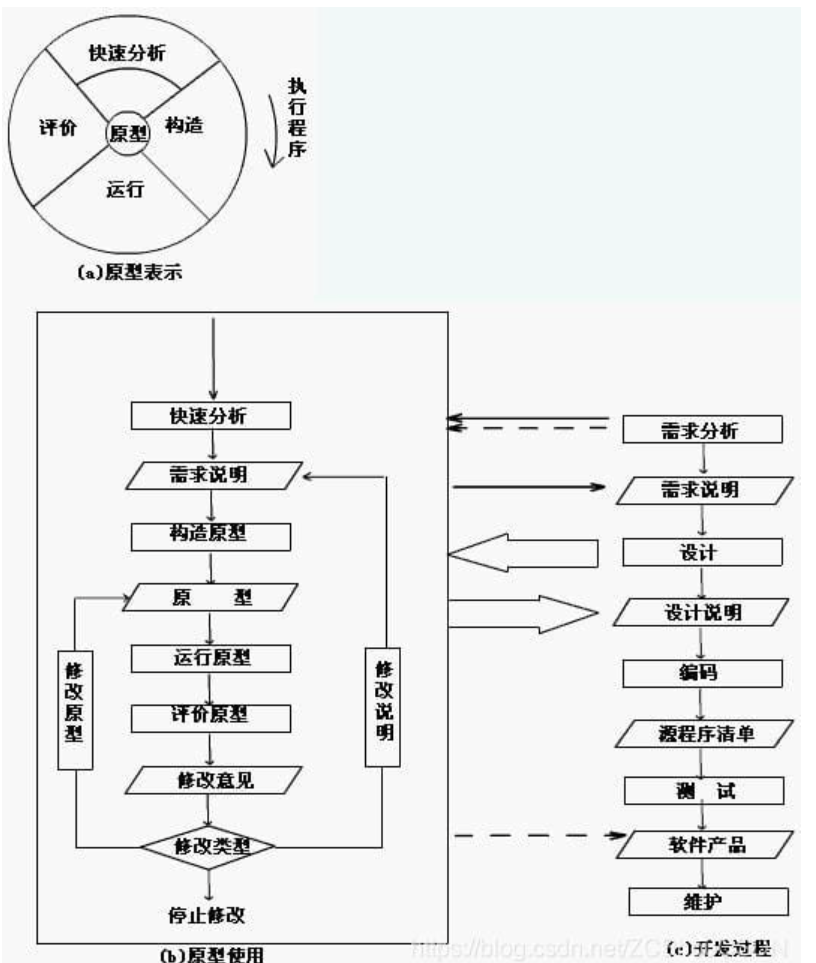 快速分析
评价
原型
构造
运行
执行程序
(a)原型表示
快速分析
需求说明
构造原型
原 型
运行原型
评价原型
修改意见
修改类型
停止修改
修改原型
修改说明
(b)原型使用
需求分析
需求说明
设计
设计说明
编码
源程序清单
测 试
软件产品
维护
(c)开发过程